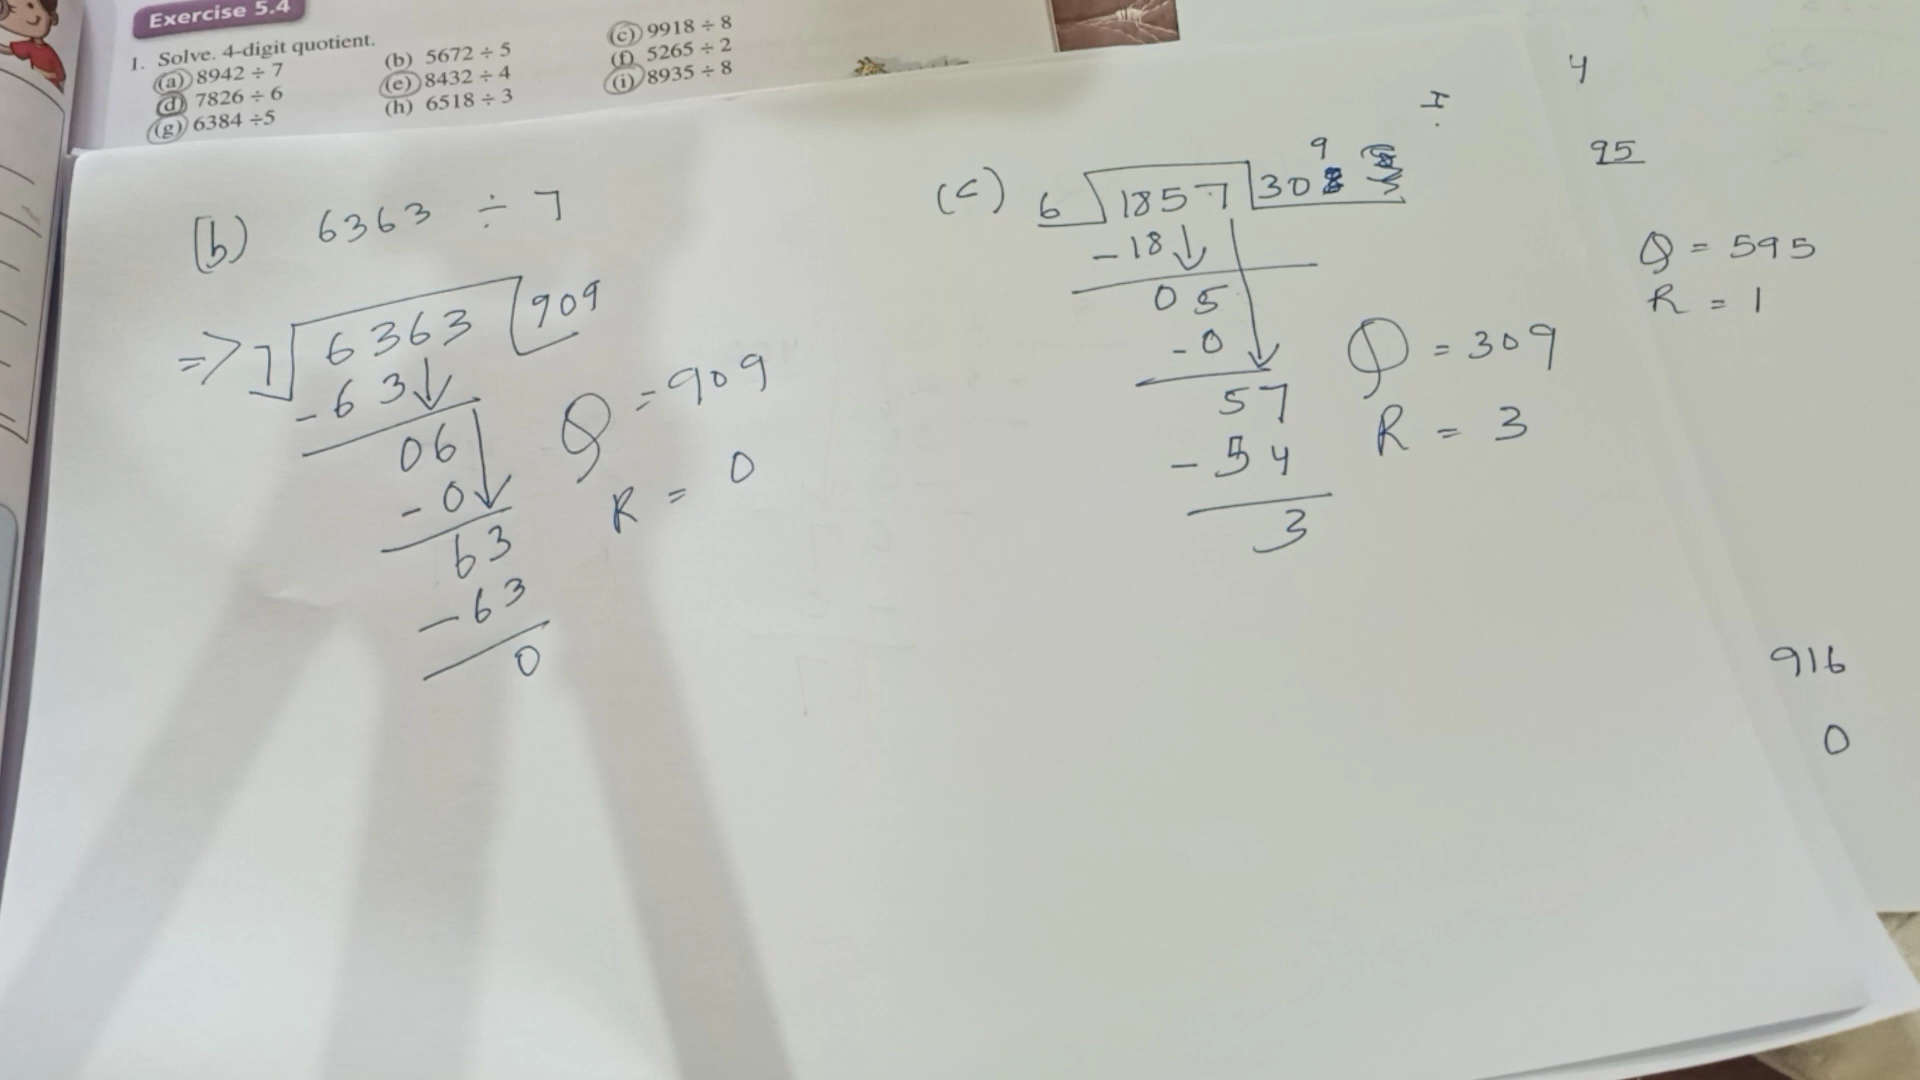 Exercise 5.4
1. Solve. 4-digit quotient.
(a) 8942 ÷ 7
(b) 5672 ÷ 5
(c) 9918 ÷ 8
(d) 7826 ÷ 6
(e) 8432 ÷ 4
(f) 5265 ÷ 2
(g) 6384 ÷5
(h) 6518 ÷ 3
(i) 8935 ÷ 8
(b) 6363 ÷ 7
=> 7 6363 909
- 63
06
- 0
63
- 63
0
Q = 909
R = 0
(c) 6 1857 30
9
- 18
05
- 0
57
- 54
3
Q = 309
R = 3
4
95
Q = 595
R = 1
916
0